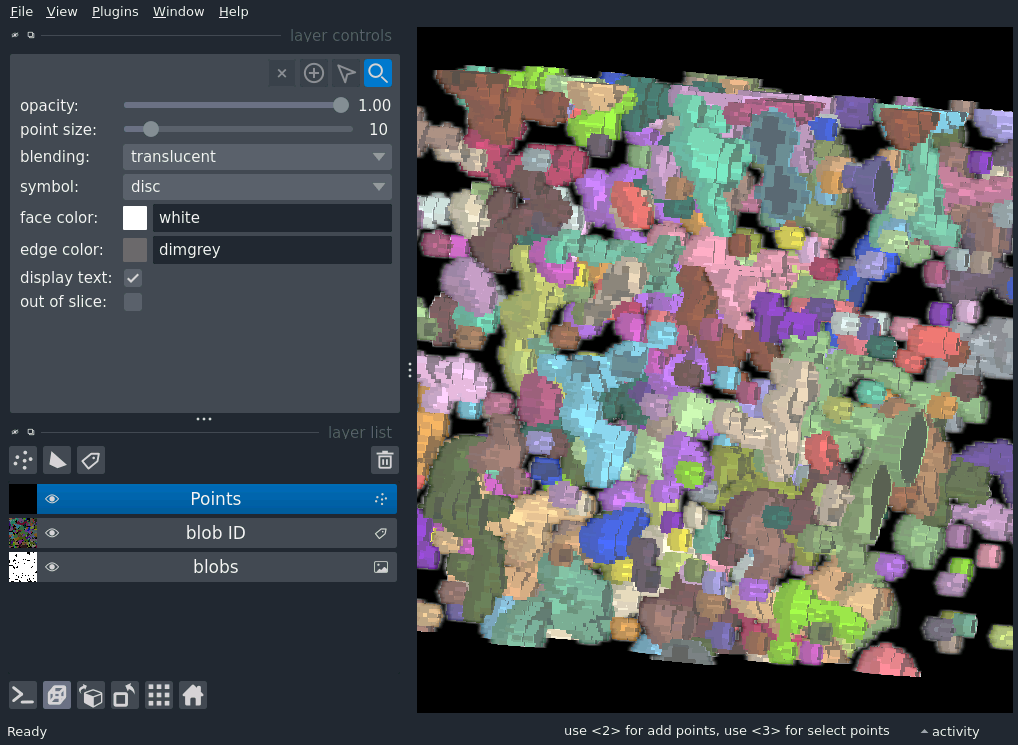 File View Plugins Window Help
layer controls
opacity: 1.00
point size: 10
blending: translucent
symbol: disc
face color: white
edge color: dimgrey
display text:
out of slice:
layer list
Points
blob ID
blobs
Ready use <2> for add points, use <3> for select points activity